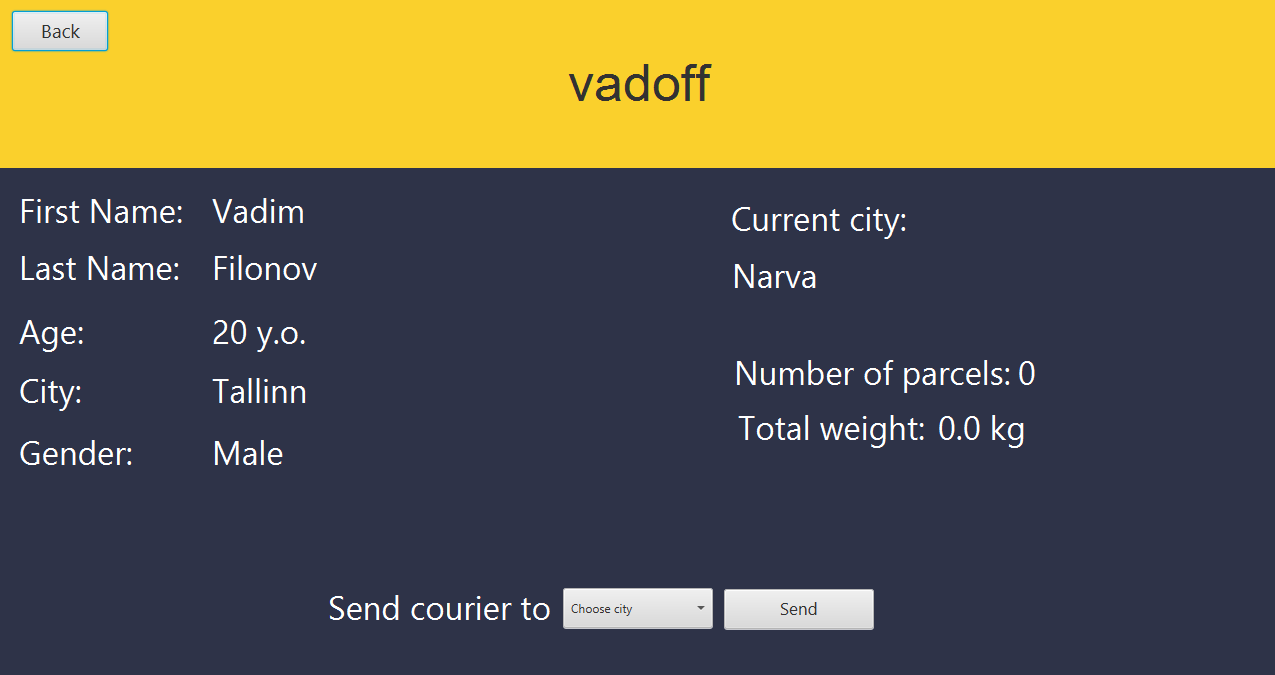 Back
vadoff
First Name: Vadim
Last Name: Filonov
Age: 20 y.o.
City: Tallinn
Gender: Male
Current city:
Narva
Number of parcels: 0
Total weight: 0.0 kg
Send courier to Choose city Send